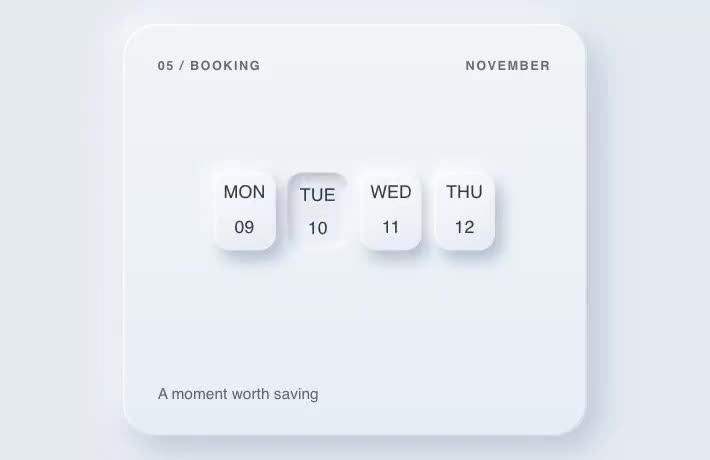 05 / BOOKING NOVEMBER
MON TUE WED THU
09 10 11 12
A moment worth saving